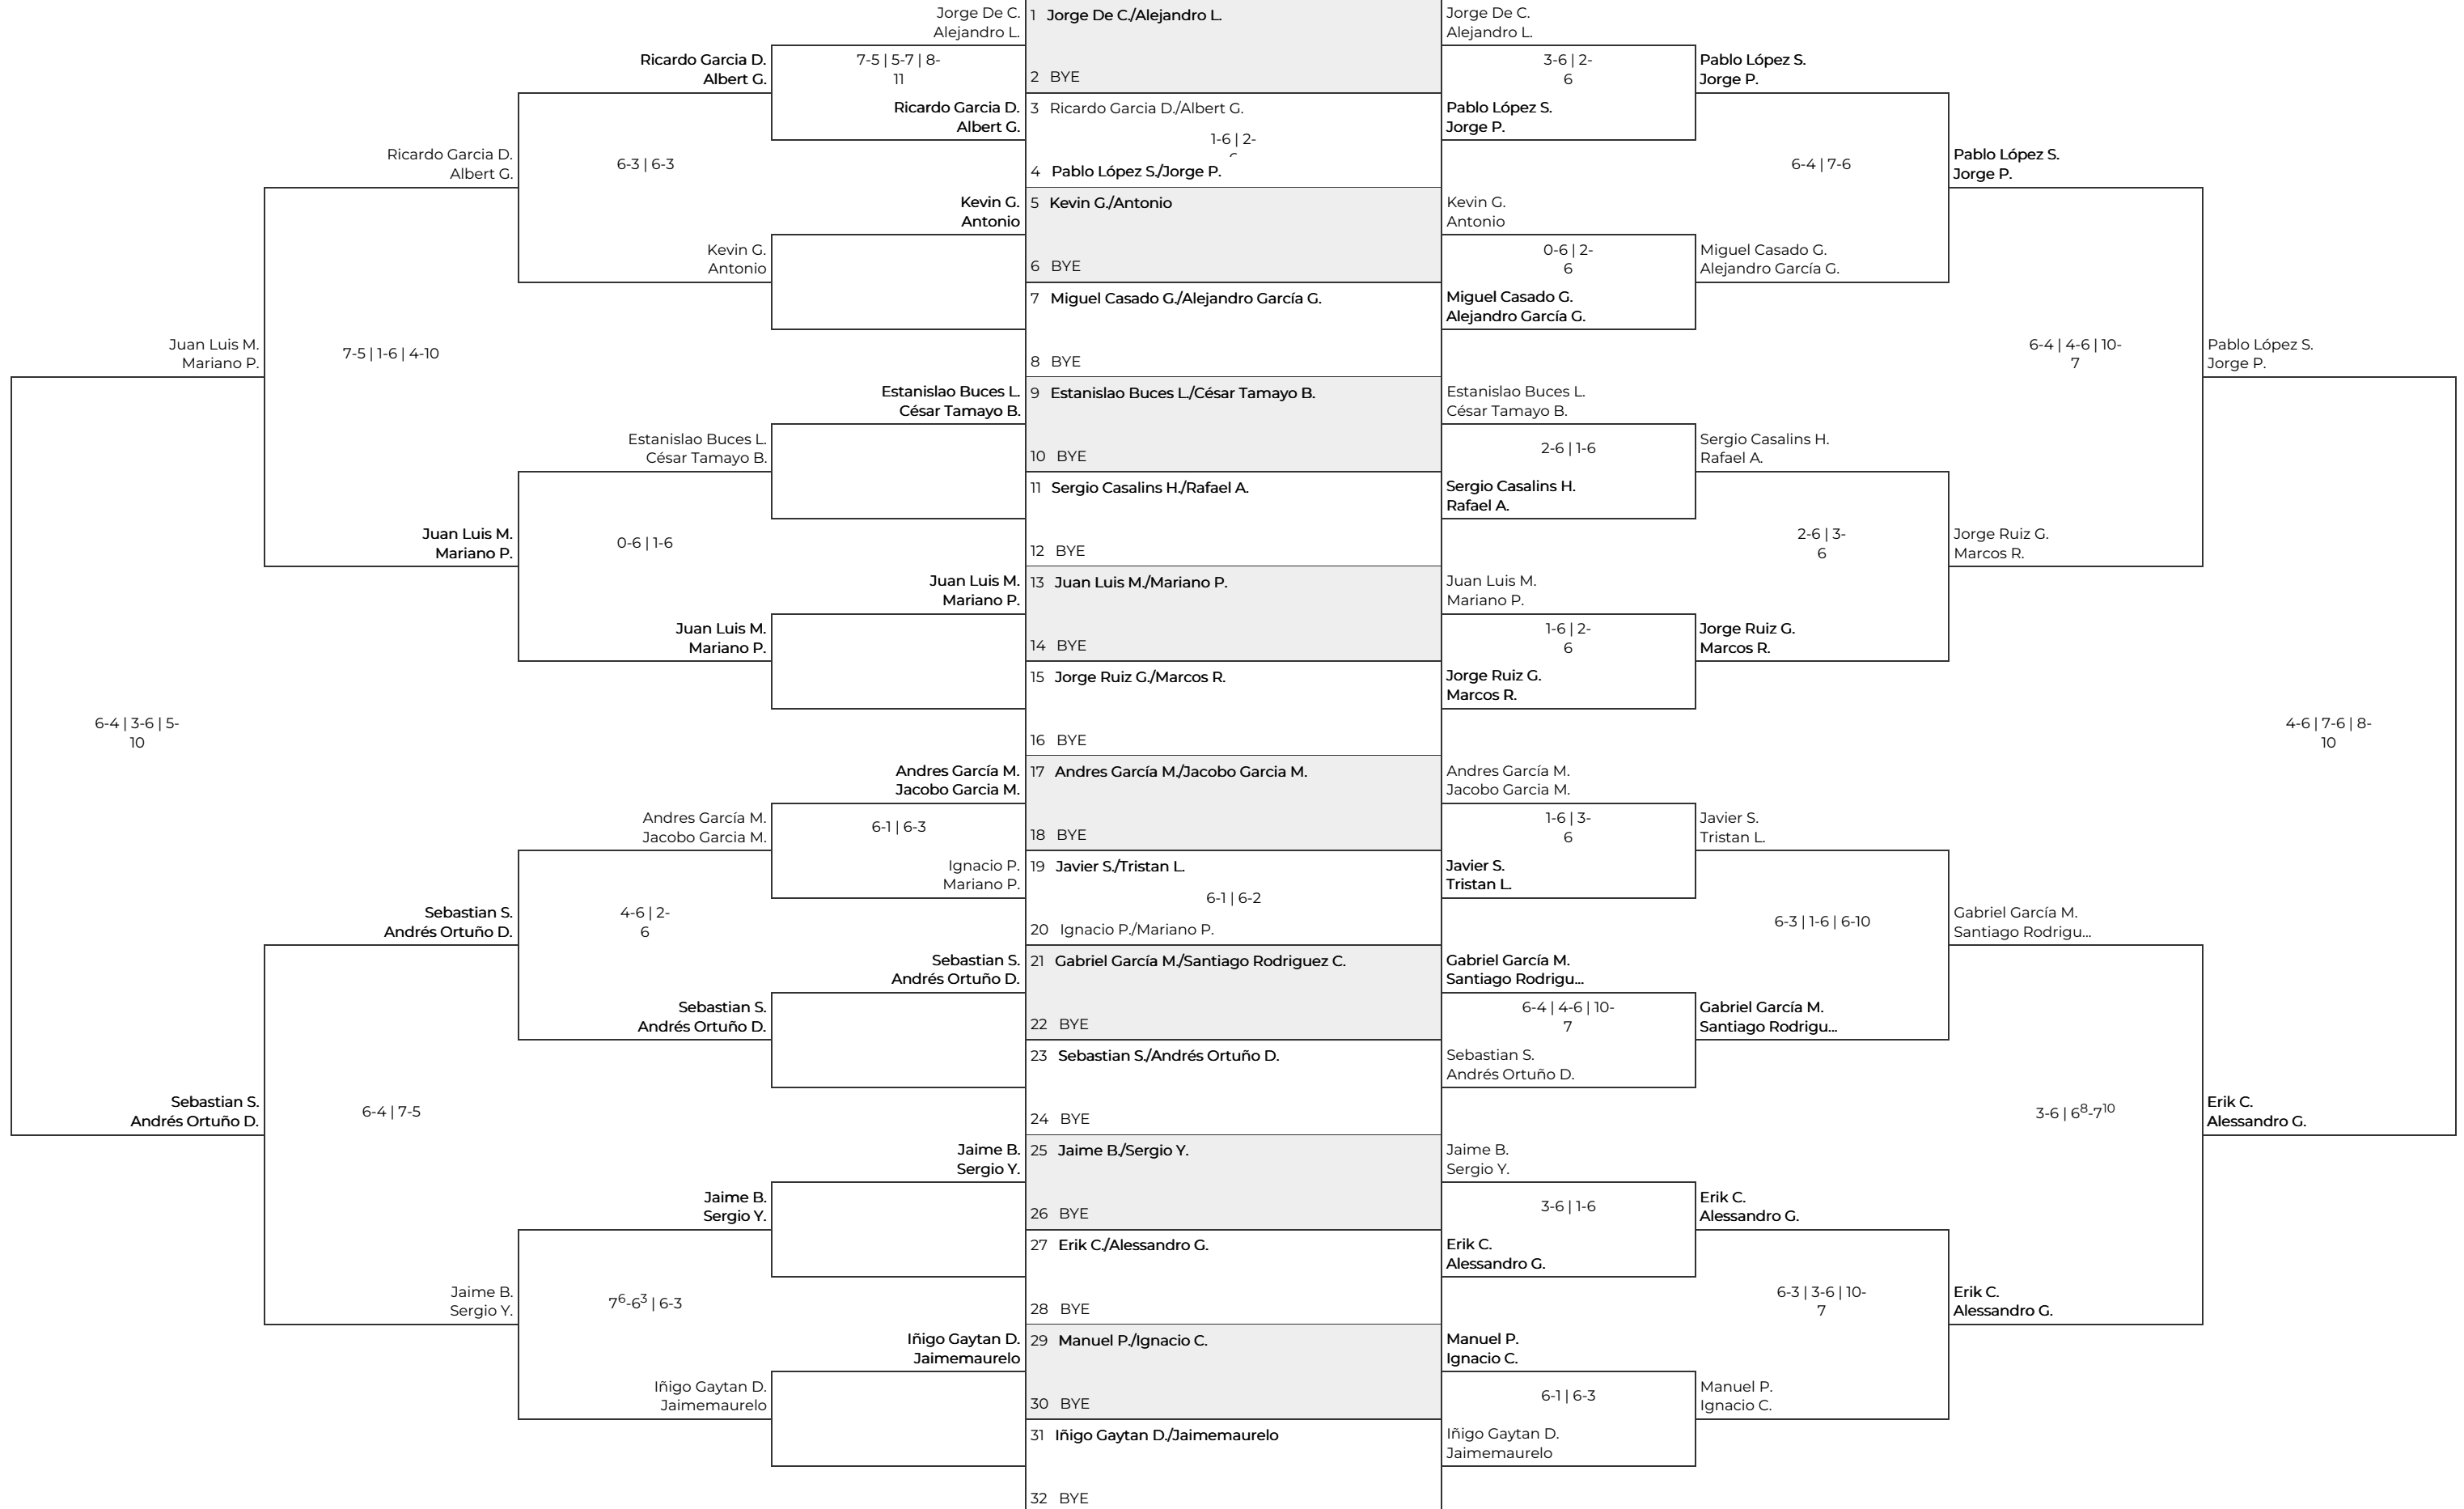 Jorge De C.
Alejandro L.
Ricardo Garcia D.
Albert G.
7-5 | 5-7 | 8-
11
Ricardo Garcia D.
Albert G.
Ricardo Garcia D.
Albert G.
6-3 | 6-3
Kevin G.
Antonio
Kevin G.
Antonio
Juan Luis M.
Mariano P.
7-5 | 1-6 | 4-10
Estanislao Buces L.
César Tamayo B.
Estanislao Buces L.
César Tamayo B.
Juan Luis M.
Mariano P.
0-6 | 1-6
Juan Luis M.
Mariano P.
Juan Luis M.
Mariano P.
6-4 | 3-6 | 5-
10
Andres García M.
Jacobo Garcia M.
Andres García M.
Jacobo Garcia M.
6-1 | 6-3
Ignacio P.
Mariano P.
Sebastian S.
Andrés Ortuño D.
4-6 | 2-
6
Sebastian S.
Andrés Ortuño D.
Sebastian S.
Andrés Ortuño D.
Sebastian S.
Andrés Ortuño D.
6-4 | 7-5
Jaime B.
Sergio Y.
Jaime B.
Sergio Y.
Jaime B.
Sergio Y.
7⁶-6³ | 6-3
Iñigo Gaytan D.
Jaimemaurelo
Iñigo Gaytan D.
Jaimemaurelo
1 Jorge De C./Alejandro L.
2 BYE
3 Ricardo Garcia D./Albert G.
1-6 | 2-
4 Pablo López S./Jorge P.
5 Kevin G./Antonio
6 BYE
7 Miguel Casado G./Alejandro García G.
8 BYE
9 Estanislao Buces L./César Tamayo B.
10 BYE
11 Sergio Casalins H./Rafael A.
12 BYE
13 Juan Luis M./Mariano P.
14 BYE
15 Jorge Ruiz G./Marcos R.
16 BYE
17 Andres García M./Jacobo Garcia M.
18 BYE
19 Javier S./Tristan L.
6-1 | 6-2
20 Ignacio P./Mariano P.
21 Gabriel García M./Santiago Rodriguez C.
22 BYE
23 Sebastian S./Andrés Ortuño D.
24 BYE
25 Jaime B./Sergio Y.
26 BYE
27 Erik C./Alessandro G.
28 BYE
29 Manuel P./Ignacio C.
30 BYE
31 Iñigo Gaytan D./Jaimemaurelo
32 BYE
Jorge De C.
Alejandro L.
3-6 | 2-
6
Pablo López S.
Jorge P.
Pablo López S.
Jorge P.
6-4 | 7-6
Pablo López S.
Jorge P.
Kevin G.
Antonio
0-6 | 2-
6
Miguel Casado G.
Alejandro García G.
Miguel Casado G.
Alejandro García G.
6-4 | 4-6 | 10-
7
Pablo López S.
Jorge P.
Estanislao Buces L.
César Tamayo B.
2-6 | 1-6
Sergio Casalins H.
Rafael A.
Sergio Casalins H.
Rafael A.
2-6 | 3-
6
Jorge Ruiz G.
Marcos R.
Juan Luis M.
Mariano P.
1-6 | 2-
6
Jorge Ruiz G.
Marcos R.
Jorge Ruiz G.
Marcos R.
4-6 | 7-6 | 8-
10
Andres García M.
Jacobo Garcia M.
1-6 | 3-
6
Javier S.
Tristan L.
Javier S.
Tristan L.
6-3 | 1-6 | 6-10
Gabriel García M.
Santiago Rodrigu...
Gabriel García M.
Santiago Rodrigu...
6-4 | 4-6 | 10-
7
Gabriel García M.
Santiago Rodrigu...
Sebastian S.
Andrés Ortuño D.
3-6 | 6⁸-7¹⁰
Erik C.
Alessandro G.
Jaime B.
Sergio Y.
3-6 | 1-6
Erik C.
Alessandro G.
Erik C.
Alessandro G.
6-3 | 3-6 | 10-
7
Erik C.
Alessandro G.
Manuel P.
Ignacio C.
6-1 | 6-3
Manuel P.
Ignacio C.
Iñigo Gaytan D.
Jaimemaurelo